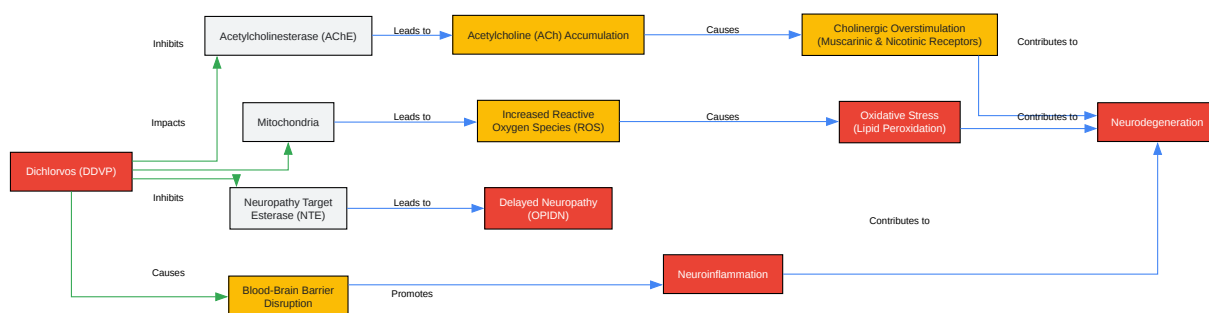 Inhibits
Acetylcholinesterase (AChE)
Leads to
Acetylcholine (ACh) Accumulation
Causes
Cholinergic Overstimulation
(Muscarinic & Nicotinic Receptors)
Contributes to
Impacts
Mitochondria
Leads to
Increased Reactive
Oxygen Species (ROS)
Causes
Oxidative Stress
(Lipid Peroxidation)
Contributes to
Neurodegeneration
Dichlorvos (DDVP)
Inhibits
Neuropathy Target
Esterase (NTE)
Leads to
Delayed Neuropathy
(OPIDN)
Contributes to
Causes
Blood-Brain Barrier
Disruption
Promotes
Neuroinflammation